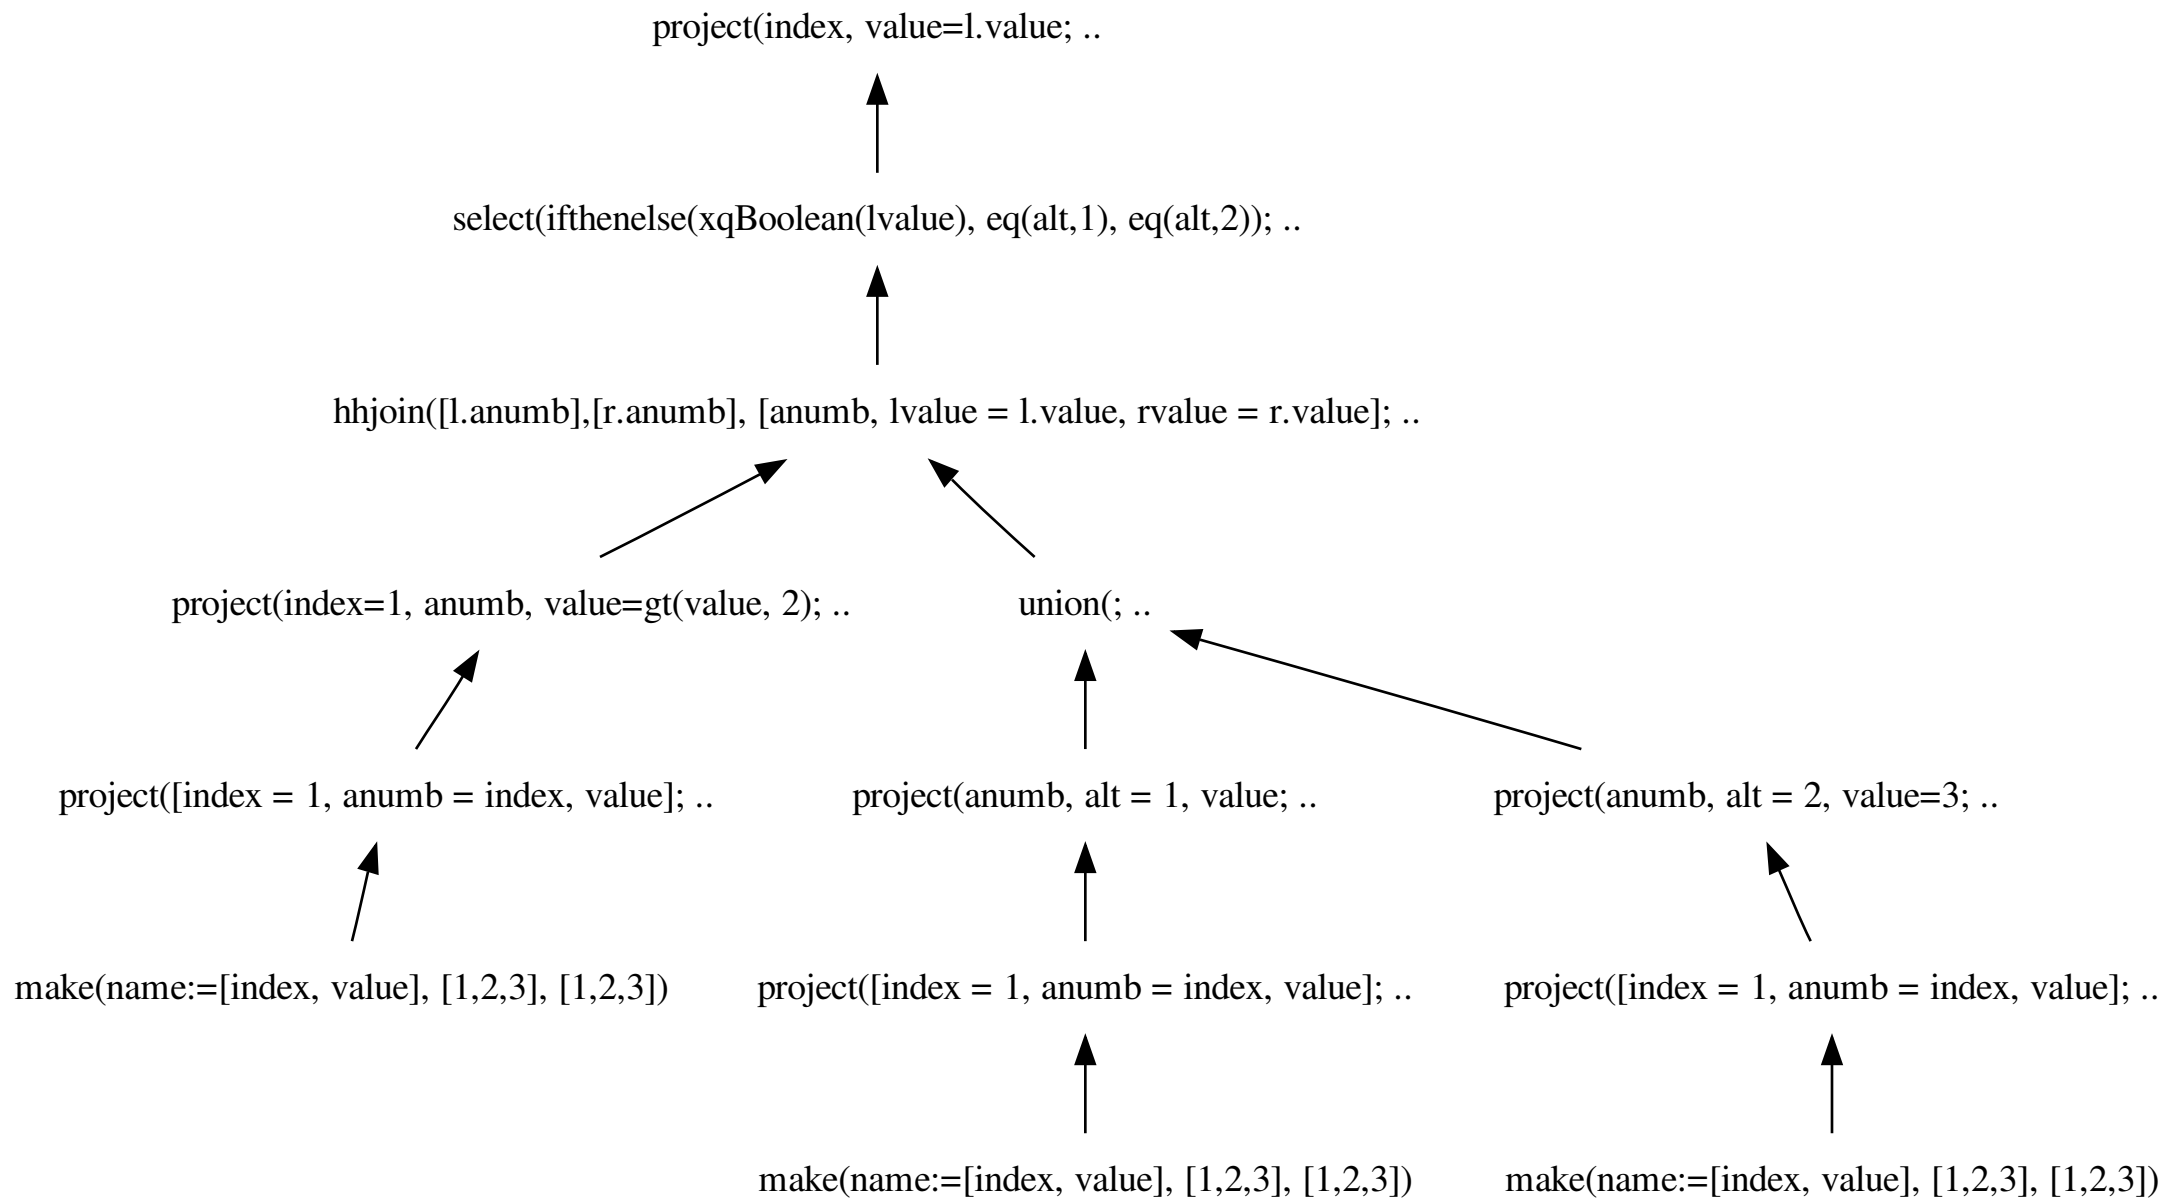 project(index, value=l.value; ..
select(ifthenelse(xqBoolean(lvalue), eq(alt,1), eq(alt,2)); ..
hhjoin([l.anumb],[r.anumb], [anumb, lvalue = l.value, rvalue = r.value]; ..
project(index=1, anumb, value=gt(value, 2); ..
union(; ..
project([index = 1, anumb = index, value]; ..
project(anumb, alt = 1, value; ..
project(anumb, alt = 2, value=3; ..
make(name:=[index, value], [1,2,3], [1,2,3])
project([index = 1, anumb = index, value]; ..
project([index = 1, anumb = index, value]; ..
make(name:=[index, value], [1,2,3], [1,2,3])
make(name:=[index, value], [1,2,3], [1,2,3])